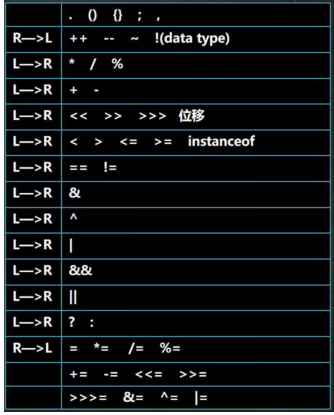 . () {} ; ,
R—>L ++ -- ~ !(data type)
L—>R * / %
L—>R + -
L—>R << >> >>> 位移
L—>R < > <= >= instanceof
L—>R == !=
L—>R &
L—>R ^
L—>R |
L—>R &&
L—>R ||
L—>R ? :
R—>L = *= /= %=
+= -= <<= >>=
>>>= &= ^= |=